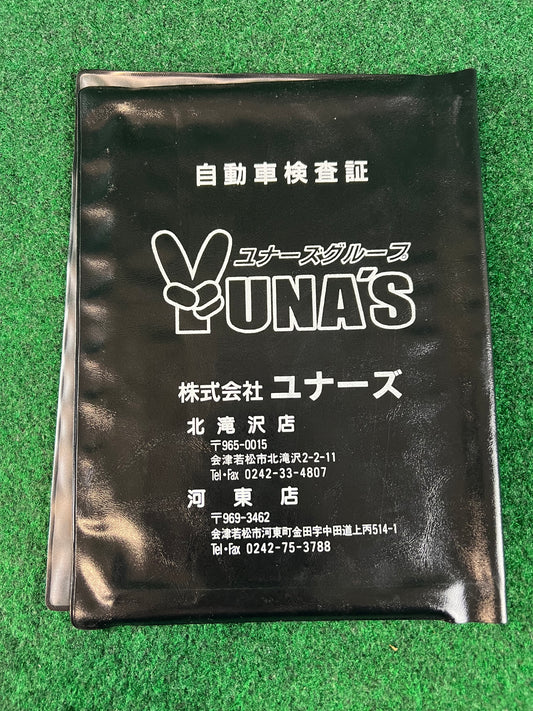 自動車検査証
ユナーズグループ
YUNA'S
株式会社 ユナーズ
北滝沢店
〒965-0015
会津若松市北滝沢2-2-11
Tel・Fax 0242-33-4807
河東店
〒969-3462
会津若松市河東町金田字中田道上丙514-1
Tel・Fax 0242-75-3788